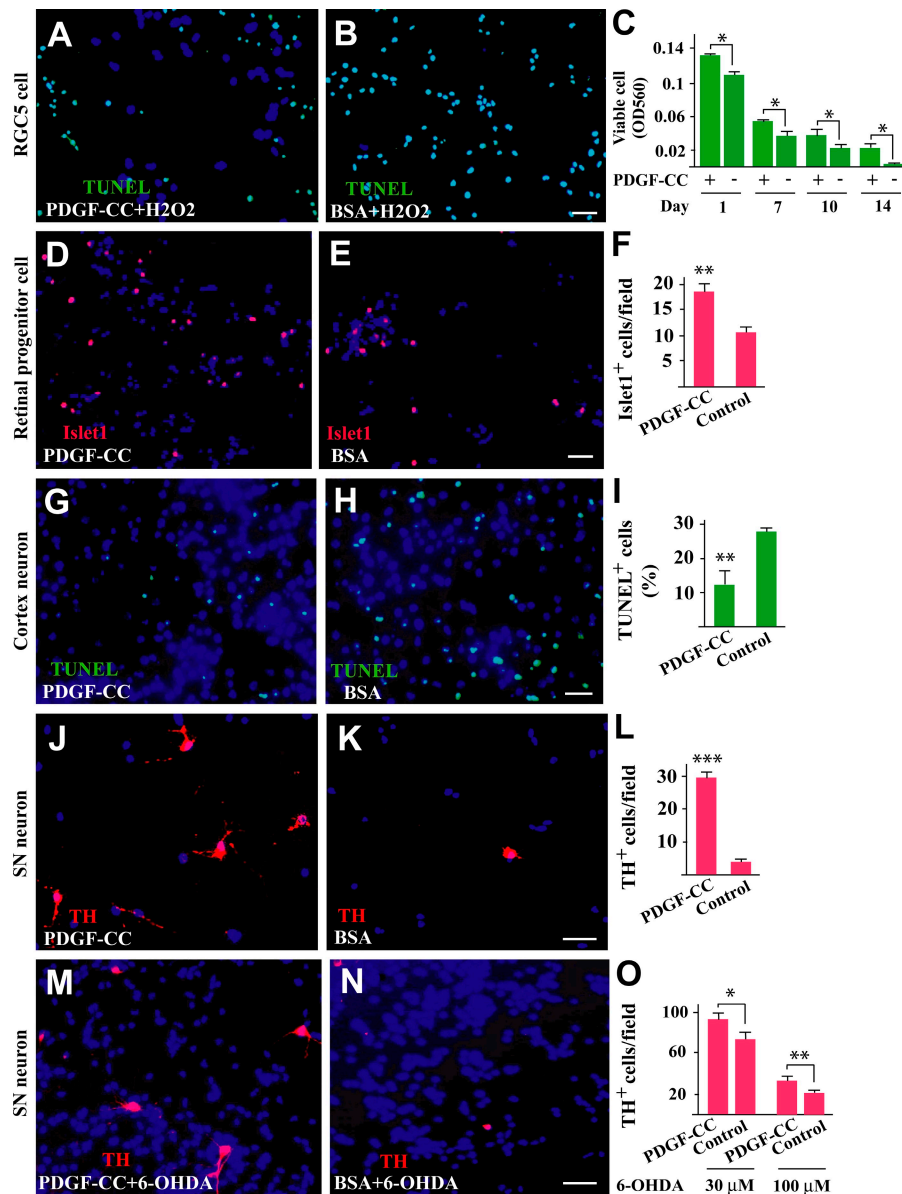 RGC5 cell
A
TUNEL
PDGF-CC+H2O2
B
TUNEL
BSA+H2O2
C
Viable cell
(OD560)
0.14
0.1
0.06
0.02
* * * *
PDGF-CC + - + - + - + -
Day 1 7 10 14
Retinal progenitor cell
D
Islet1
PDGF-CC
E
Islet1
BSA
F
Islet1+ cells/field
20
15
10
5
**
PDGF-CC
Control
Cortex neuron
G
TUNEL
PDGF-CC
H
TUNEL
BSA
I
TUNEL+ cells
(%)
30
20
10
**
PDGF-CC
Control
SN neuron
J
TH
PDGF-CC
K
TH
BSA
L
TH+ cells/field
30
20
10
***
PDGF-CC
Control
SN neuron
M
TH
PDGF-CC+6-OHDA
N
TH
BSA+6-OHDA
O
TH+ cells/field
100
60
20
* **
PDGF-CC
Control
PDGF-CC
Control
6-OHDA 30 µM 100 µM